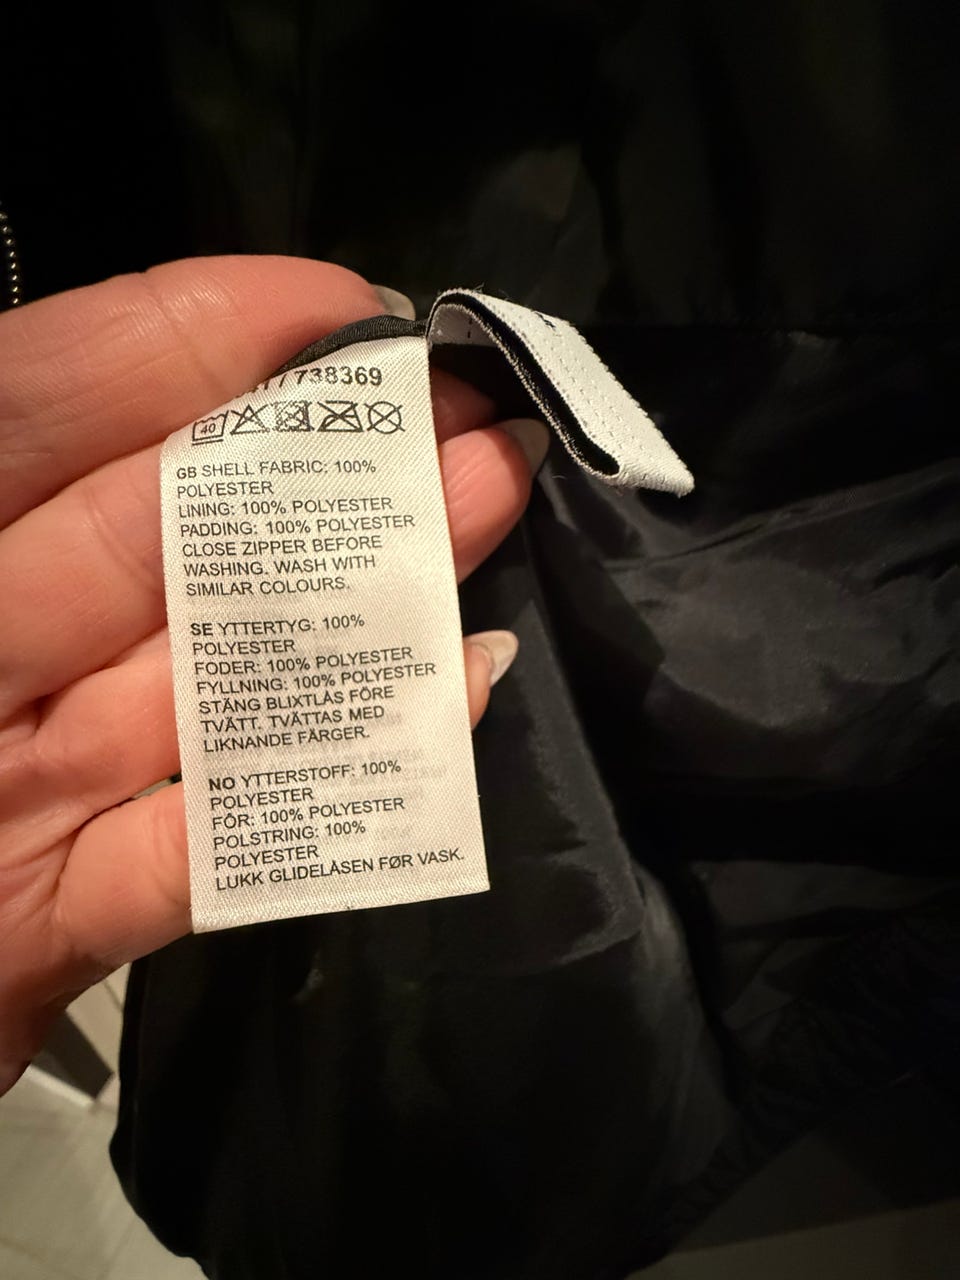 / 738369
40
GB SHELL FABRIC: 100%
POLYESTER
LINING: 100% POLYESTER
PADDING: 100% POLYESTER
CLOSE ZIPPER BEFORE
WASHING. WASH WITH
SIMILAR COLOURS.
SE YTTERTYG: 100%
POLYESTER
FODER: 100% POLYESTER
FYLLNING: 100% POLYESTER
STÄNG BLIXTLÅS FÖRE
TVÄTT. TVÄTTAS MED
LIKNANDE FÄRGER.
NO YTTERSTOFF: 100%
POLYESTER
FÔR: 100% POLYESTER
POLSTRING: 100%
POLYESTER
LUKK GLIDELÅSEN FØR VASK.